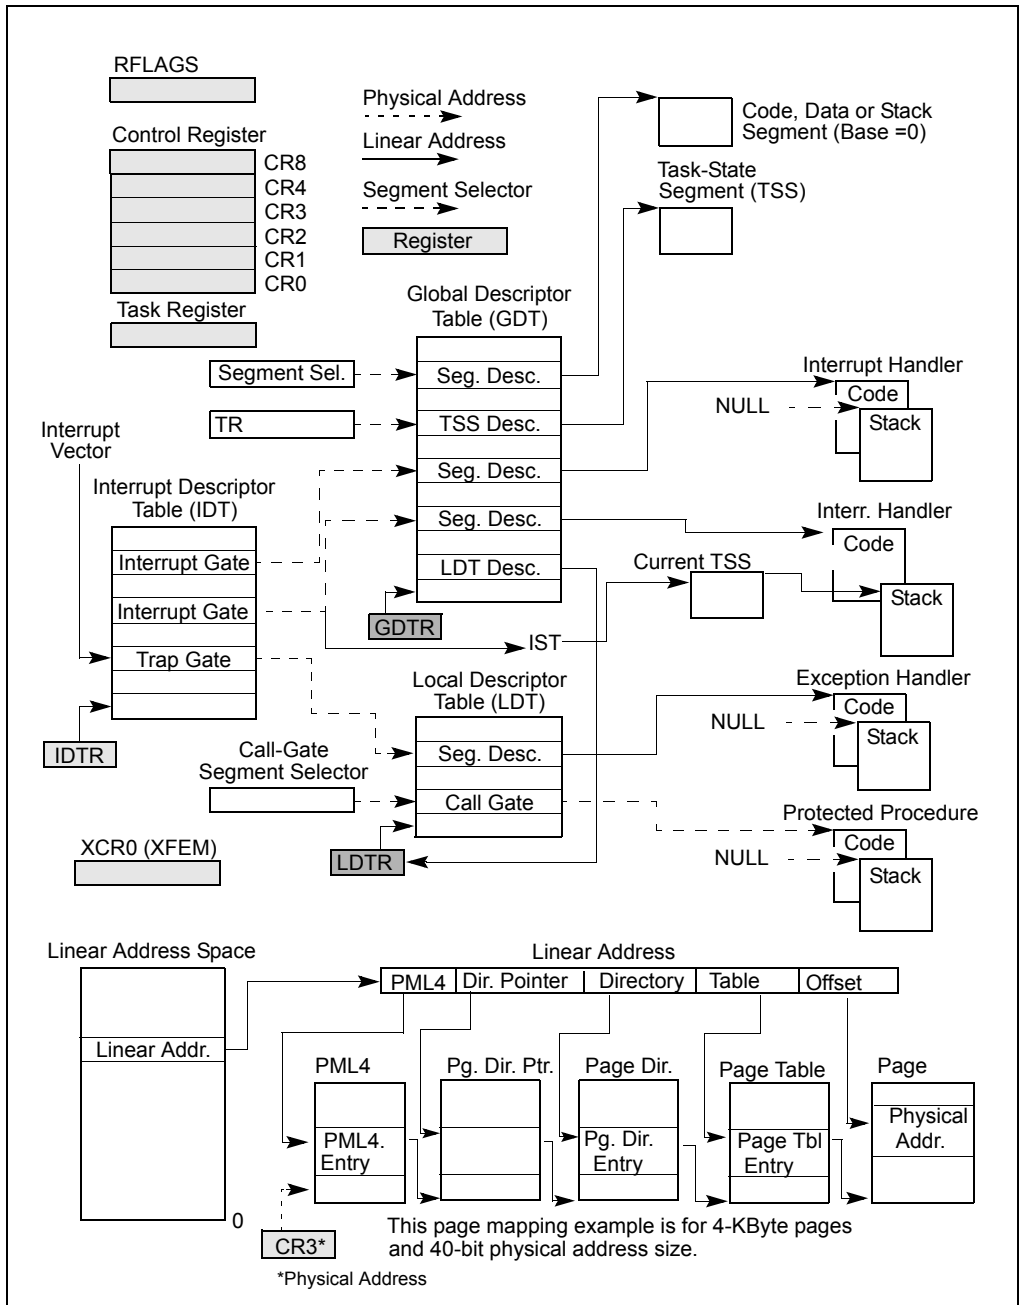 RFLAGS
Control Register
CR8
CR4
CR3
CR2
CR1
CR0
Task Register
Physical Address
Linear Address
Segment Selector
Register
Code, Data or Stack
Segment (Base =0)
Task-State
Segment (TSS)
Global Descriptor
Table (GDT)
Segment Sel.
Seg. Desc.
TR
TSS Desc.
Seg. Desc.
Seg. Desc.
LDT Desc.
GDTR
Interrupt
Vector
Interrupt Descriptor
Table (IDT)
Interrupt Gate
Interrupt Gate
Trap Gate
IDTR
Interrupt Handler
NULL
Code
Stack
Interr. Handler
Code
Stack
Current TSS
IST
Local Descriptor
Table (LDT)
Seg. Desc.
Call Gate
LDTR
Call-Gate
Segment Selector
XCR0 (XFEM)
Exception Handler
NULL
Code
Stack
Protected Procedure
NULL
Code
Stack
Linear Address Space
Linear Addr.
0
Linear Address
PML4 Dir. Pointer Directory Table Offset
PML4
PML4.
Entry
Pg. Dir. Ptr.
Page Dir.
Pg. Dir.
Entry
Page Table
Page Tbl
Entry
Page
Physical
Addr.
CR3*
This page mapping example is for 4-KByte pages
and 40-bit physical address size.
*Physical Address